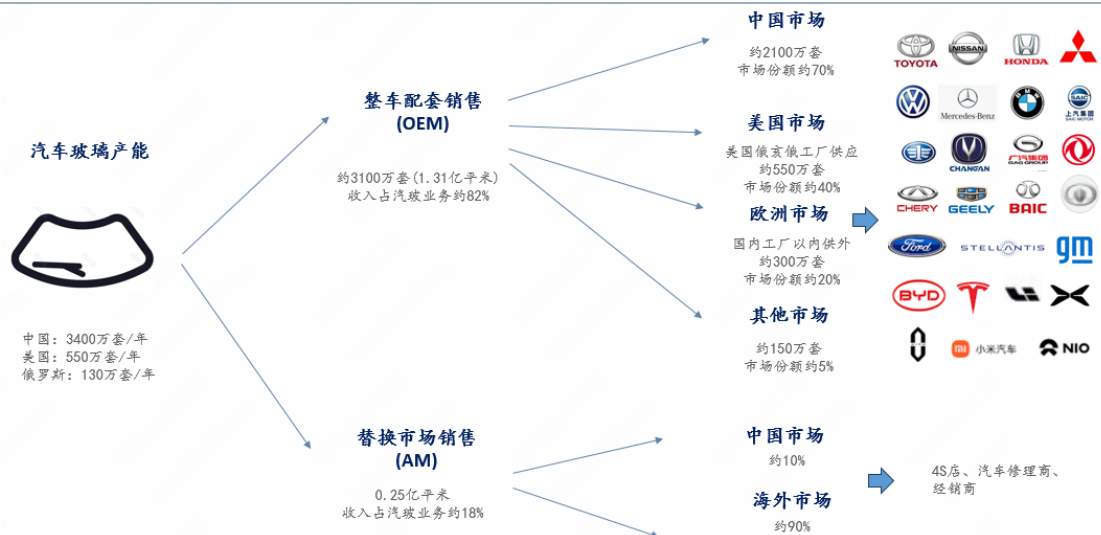 汽车玻璃产能
中国：3400万套/年
美国：550万套/年
俄罗斯：130万套/年
整车配套销售
(OEM)
约3100万套(1.31亿平米)
收入占汽玻业务约82%
替换市场销售
(AM)
0.25亿平米
收入占汽玻业务约18%
中国市场
约2100万套
市场份额约70%
美国市场
美国俄亥俄工厂供应
约550万套
市场份额约40%
欧洲市场
国内工厂以内供外
约300万套
市场份额约20%
其他市场
约150万套
市场份额约5%
中国市场
约10%
海外市场
约90%
TOYOTA
NISSAN
HONDA
Mercedes-Benz
BMW
SAIC
上汽集团
SAIC MOTOR
CHANGAN
广汽集团
GAG GROUP
CHERY
GEELY
BAIC
Ford
STELLANTIS
gm
BYD
小米汽车
NIO
4S店、汽车修理商、
经销商